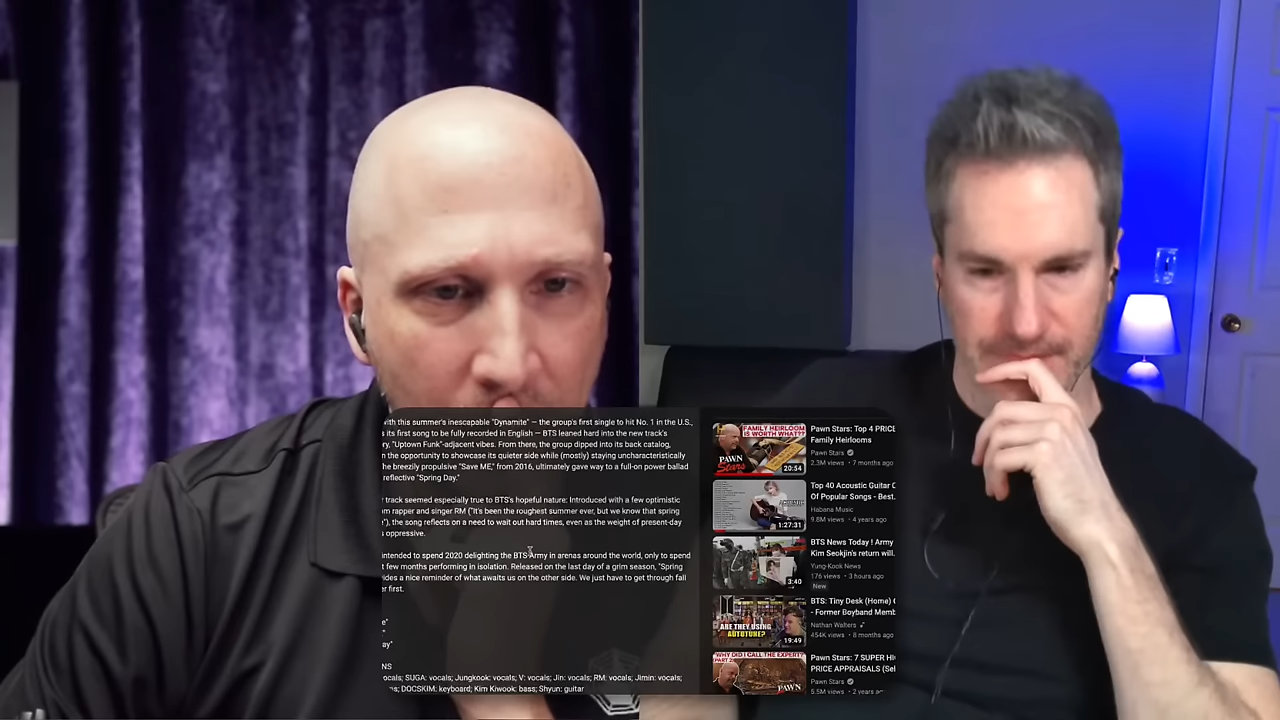 with this summer's inescapable "Dynamite" — the group's first single to hit No. 1 in the U.S.,
its first song to be fully recorded in English — BTS leaned hard into the new track's
"Uptown Funk"-adjacent vibes. From there, the group dipped into its back catalog,
the opportunity to showcase its quieter side while (mostly) staying uncharacteristically
he breezily propulsive "Save ME," from 2016, ultimately gave way to a full-on power ballad
reflective "Spring Day."
track seemed especially true to BTS's hopeful nature: Introduced with a few optimistic
m rapper and singer RM ("It's been the roughest summer ever, but we know that spring
"), the song reflects on a need to wait out hard times, even as the weight of present-day
s oppressive.
intended to spend 2020 delighting the BTS Army in arenas around the world, only to spend
t few months performing in isolation. Released on the last day of a grim season, "Spring
ides a nice reminder of what awaits us on the other side. We just have to get through fall
er first.
e"
ay"
NS
ocals; SUGA: vocals; Jungkook: vocals; V: vocals; Jin: vocals; RM: vocals; Jimin: vocals;
ns; DOCSKIM: keyboard; Kim Kiwook: bass; Shyun: guitar
FAMILY HEIRLOOM
IS WORTH WHAT??
PAWN
Stars
20:54
Pawn Stars: Top 4 PRICE
Family Heirlooms
Pawn Stars
2.3M views • 7 months ago
1:27:31
Top 40 Acoustic Guitar C
Of Popular Songs - Best
Habana Music
9.8M views • 4 years ago
3:40
BTS News Today ! Army
Kim Seokjin's return will
Yung-Kook News
176 views • 3 hours ago
New
ARE THEY USING
AUTOTUNE?
19:49
BTS: Tiny Desk (Home) C
- Former Boyband Memb
Nathan Walters
454K views • 8 months ago
WHY DID I CALL THE EXPERT?
PART 2
PAWN
Pawn Stars: 7 SUPER HI
PRICE APPRAISALS (Sea
Pawn Stars
5.5M views • 2 years ago